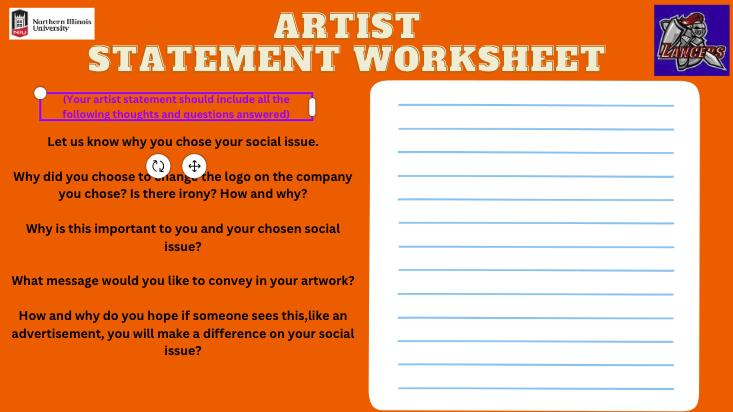 Northern Illinois
University
NIU
ARTIST
STATEMENT WORKSHEET
LANCERS
(Your artist statement should include all the
following thoughts and questions answered)
Let us know why you chose your social issue.
Why did you choose to change the logo on the company
you chose? Is there irony? How and why?
Why is this important to you and your chosen social
issue?
What message would you like to convey in your artwork?
How and why do you hope if someone sees this,like an
advertisement, you will make a difference on your social
issue?